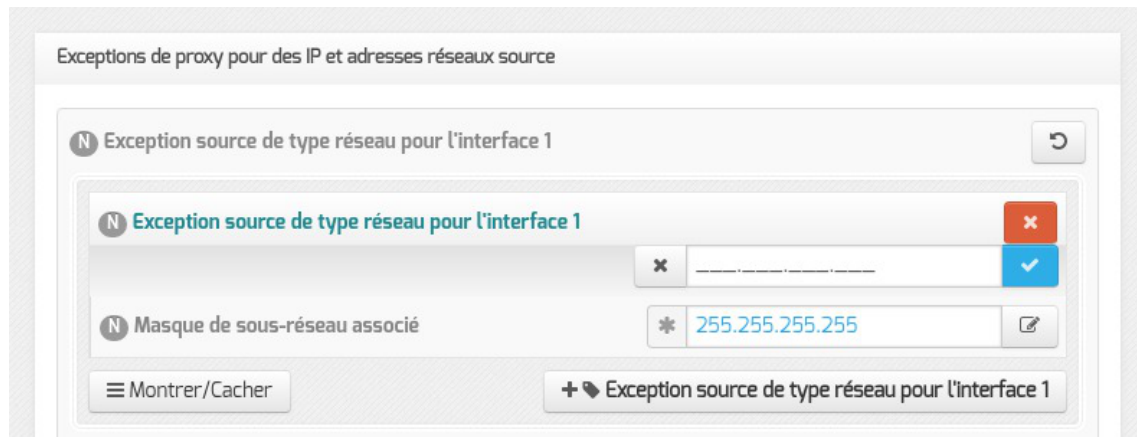 Exceptions de proxy pour des IP et adresses réseaux source
N Exception source de type réseau pour l'interface 1
N Exception source de type réseau pour l'interface 1
___.___.___.___
N Masque de sous-réseau associé
255.255.255.255
Montrer/Cacher
Exception source de type réseau pour l'interface 1